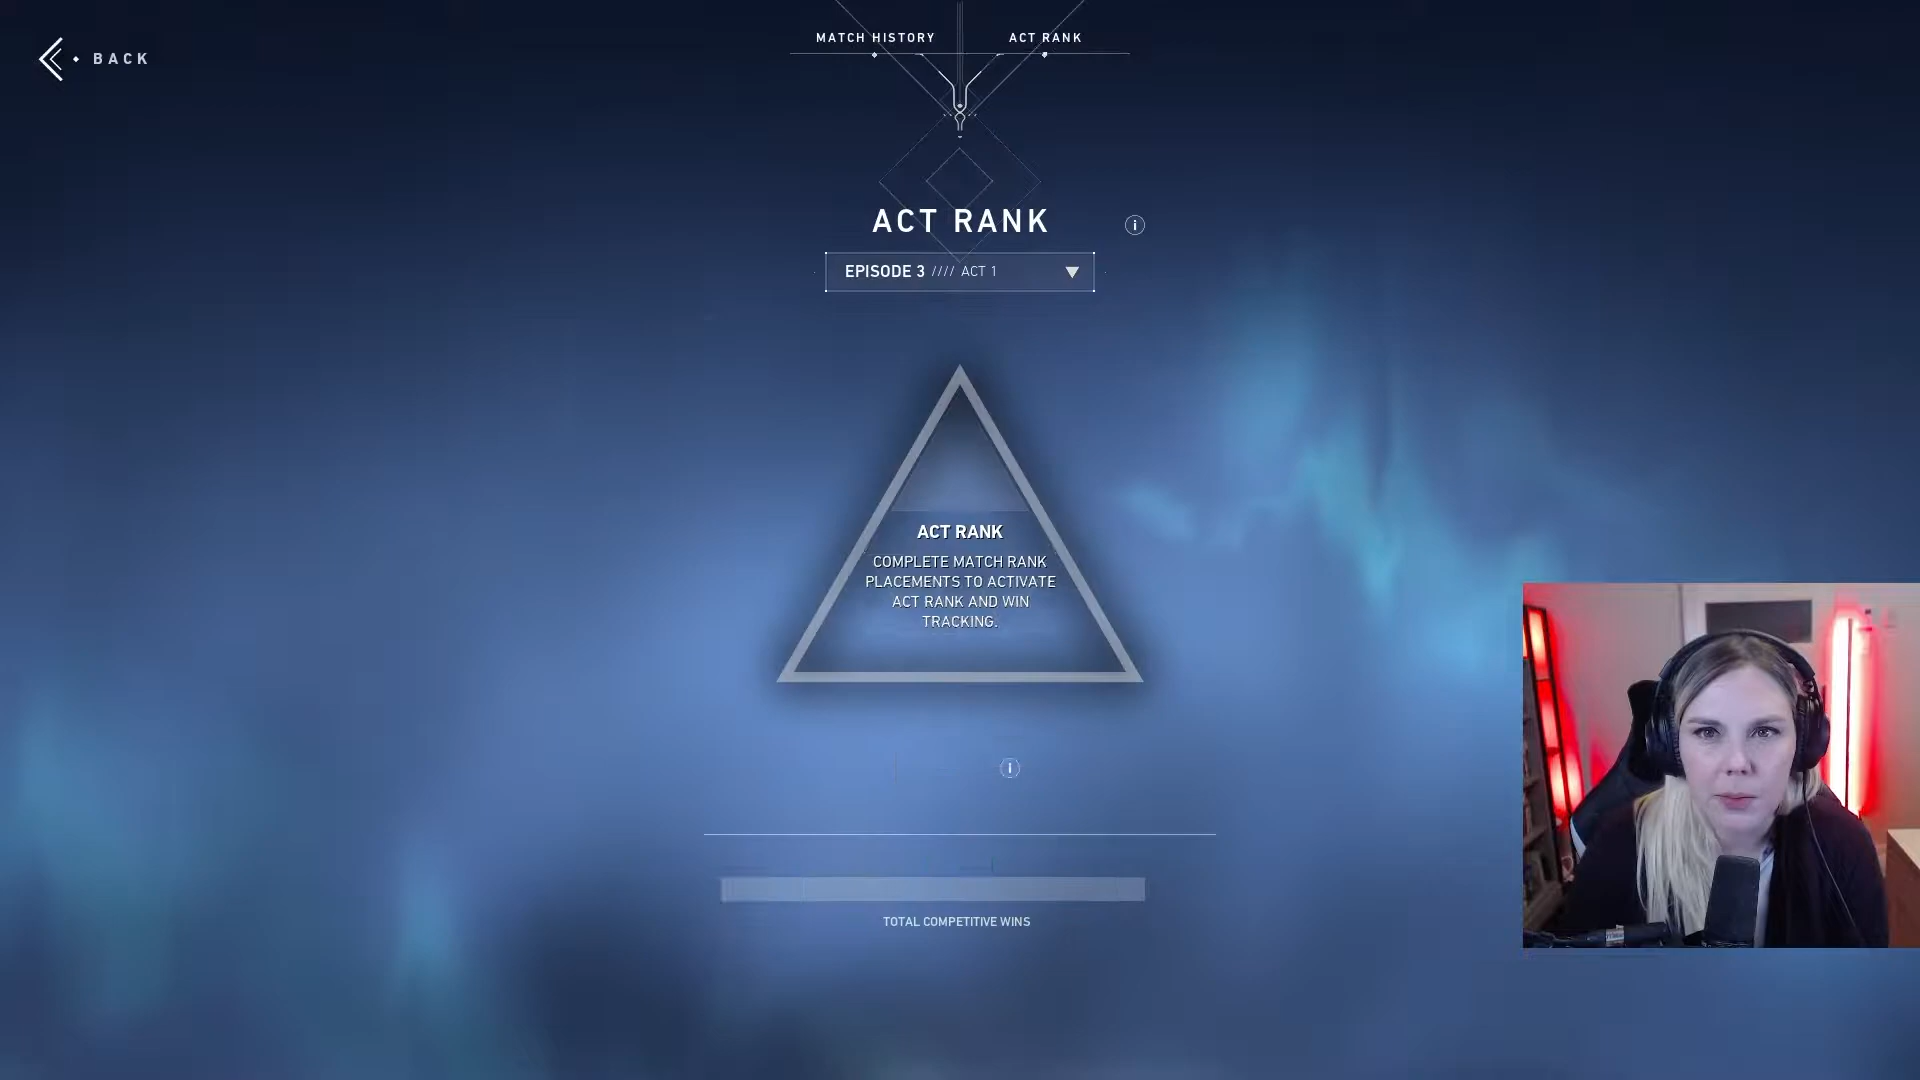 BACK
MATCH HISTORY
ACT RANK
ACT RANK
i
EPISODE 3 //// ACT 1
ACT RANK
COMPLETE MATCH RANK
PLACEMENTS TO ACTIVATE
ACT RANK AND WIN
TRACKING.
i
TOTAL COMPETITIVE WINS